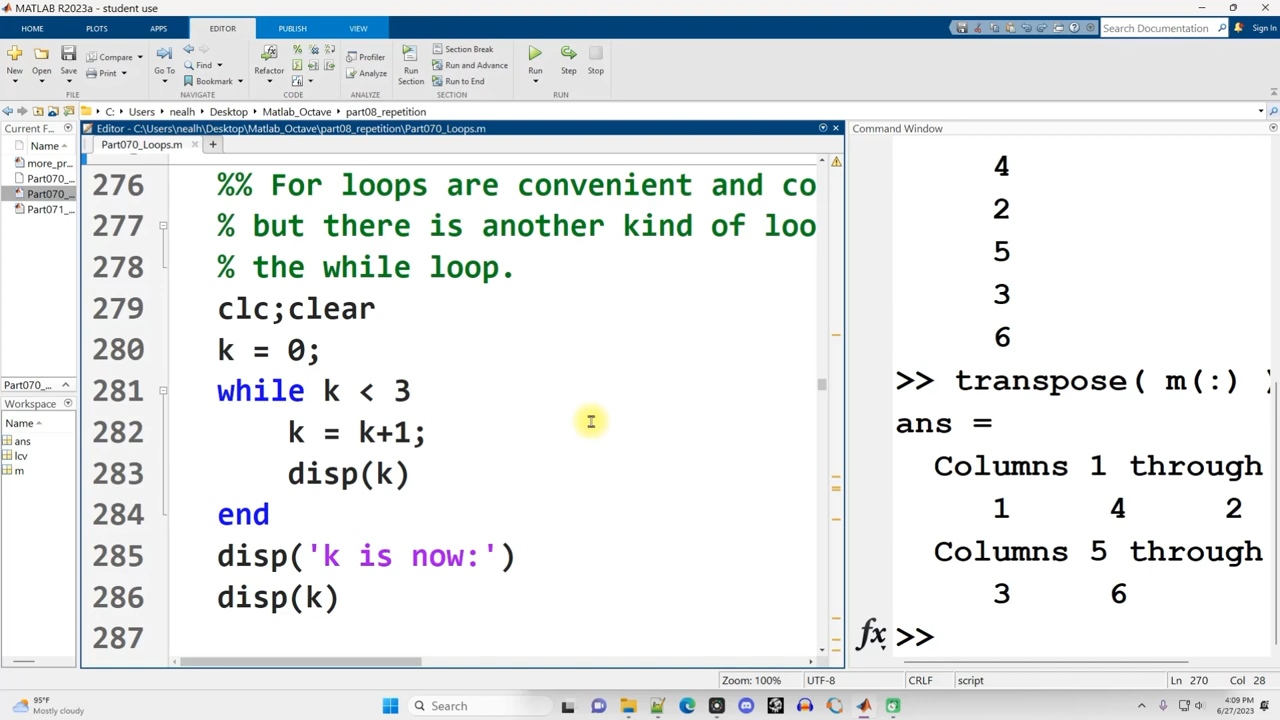 MATLAB R2023a - student use
HOME PLOTS APPS EDITOR PUBLISH VIEW
Search Documentation Sign In
New Open Save Compare Print Go To Find Bookmark Refactor Profiler Analyze Run Section Section Break Run and Advance Run to End Run Step Stop
FILE NAVIGATE CODE ANALYZE SECTION RUN
C: Users nealh Desktop Matlab_Octave part08_repetition
Current F...
Name
more_pr...
Part070_...
Part070_...
Part071_...
Part070_...
Workspace
Name
ans
lcv
m
Editor - C:\Users\nealh\Desktop\Matlab_Octave\part08_repetition\Part070_Loops.m
Part070_Loops.m
276 %% For loops are convenient and co
277 % but there is another kind of loo
278 % the while loop.
279 clc;clear
280 k = 0;
281 while k < 3
282 k = k+1;
283 disp(k)
284 end
285 disp('k is now:')
286 disp(k)
287
Command Window
4
2
5
3
6
>> transpose( m(:) )
ans =
Columns 1 through
1 4 2
Columns 5 through
3 6
fx >>
Zoom: 100% UTF-8 CRLF script Ln 270 Col 28
95°F
Mostly cloudy
Search
4:09 PM
6/27/2023